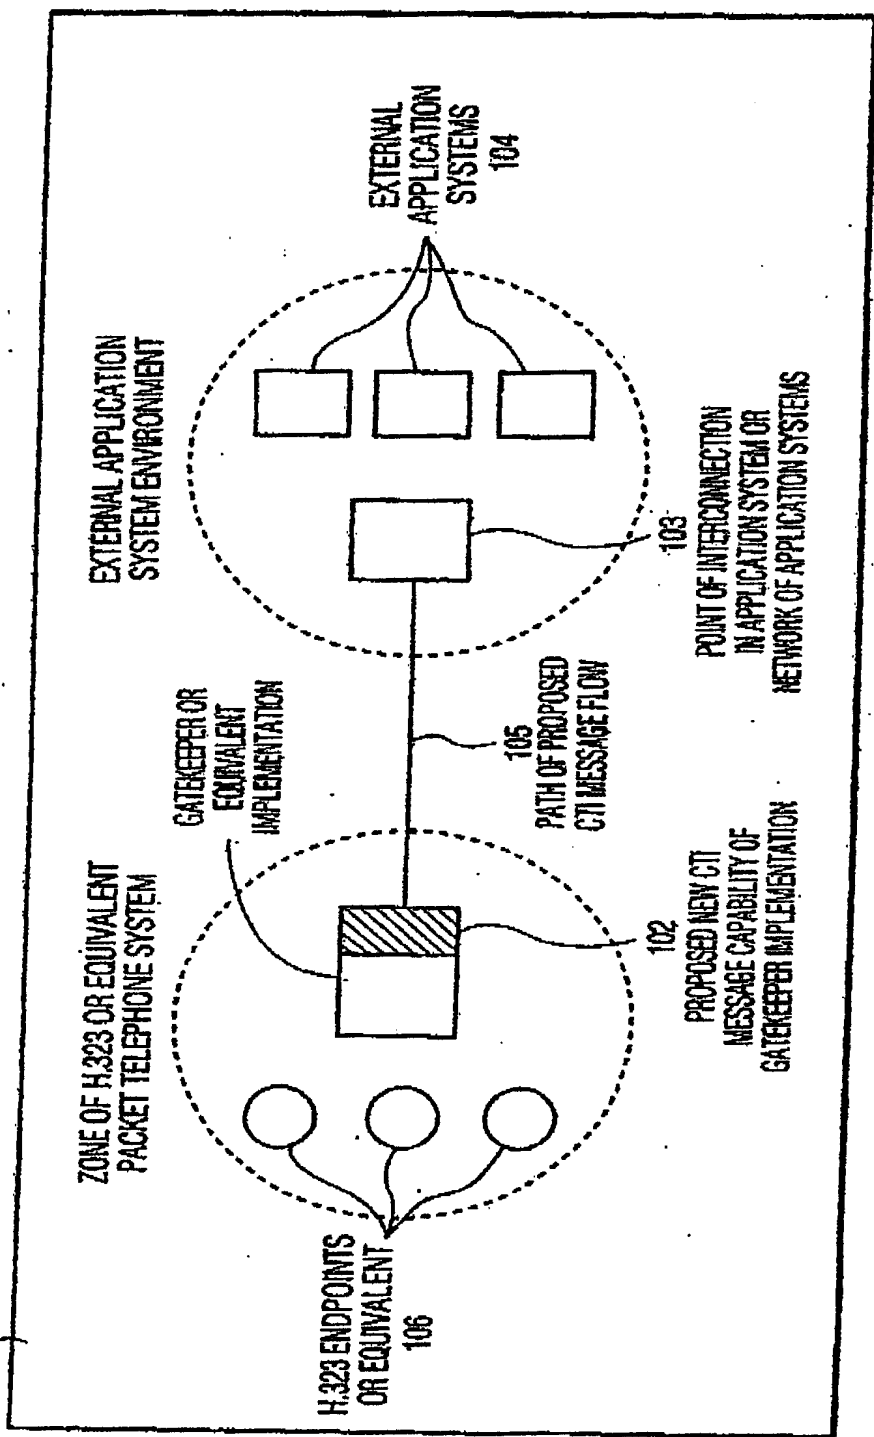 ZONE OF H.323 OR EQUIVALENT
PACKET TELEPHONE SYSTEM
GATEKEEPER OR
EQUIVALENT
IMPLEMENTATION
EXTERNAL APPLICATION
SYSTEM ENVIRONMENT
H.323 ENDPOINTS
OR EQUIVALENT
106
102
PROPOSED NEW CTI
MESSAGE CAPABILITY OF
GATEKEEPER IMPLEMENTATION
105
PATH OF PROPOSED
CTI MESSAGE FLOW
103
POINT OF INTERCONNECTION
IN APPLICATION SYSTEM OR
NETWORK OF APPLICATION SYSTEMS
EXTERNAL
APPLICATION
SYSTEMS
104